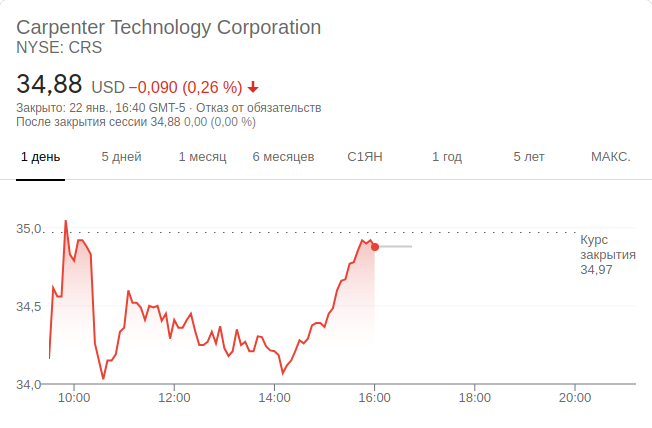 Carpenter Technology Corporation
NYSE: CRS
34,88 USD −0,090 (0,26 %)
Закрыто: 22 янв., 16:40 GMT-5 · Отказ от обязательств
После закрытия сессии 34,88 0,00 (0,00 %)
1 день 5 дней 1 месяц 6 месяцев С1ЯН 1 год 5 лет МАКС.
35,0
34,5
34,0
Курс
закрытия
34,97
10:00 12:00 14:00 16:00 18:00 20:00